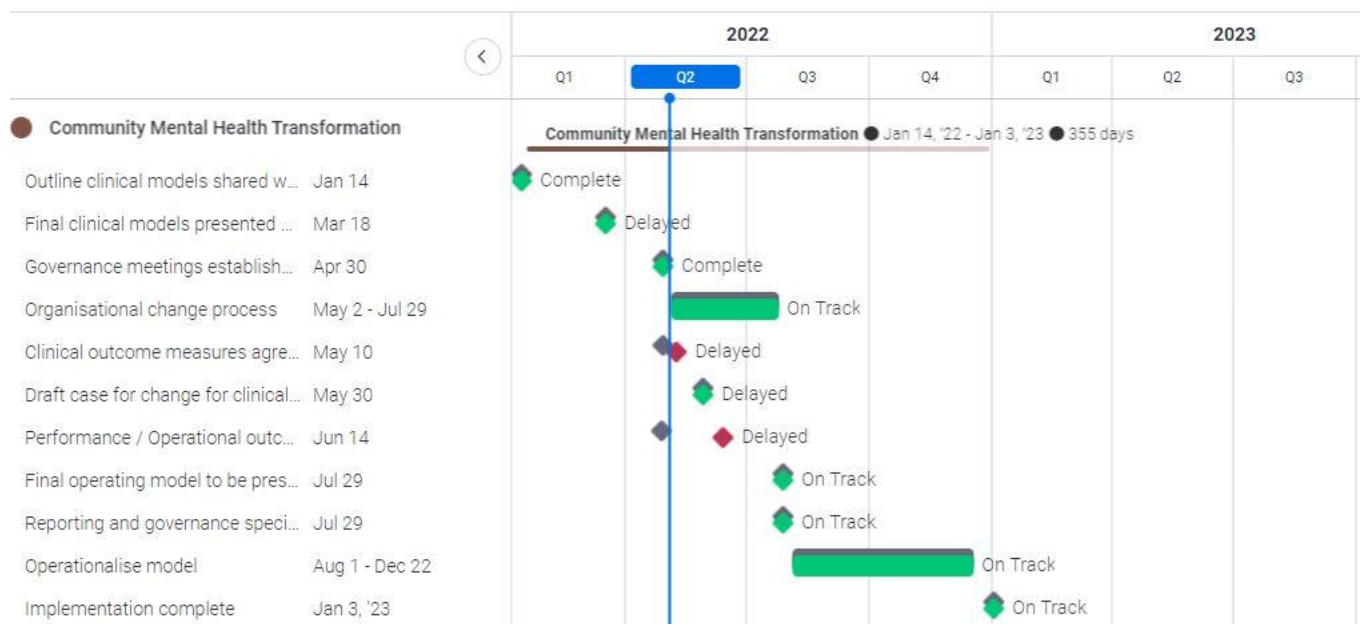 2022 2023
Q1 Q2 Q3 Q4 Q1 Q2 Q3
Community Mental Health Transformation
Community Mental Health Transformation ● Jan 14, '22 - Jan 3, '23 ● 355 days
Outline clinical models shared w... Jan 14 Complete
Final clinical models presented ... Mar 18 Delayed
Governance meetings establish... Apr 30 Complete
Organisational change process May 2 - Jul 29 On Track
Clinical outcome measures agre... May 10 Delayed
Draft case for change for clinical... May 30 Delayed
Performance / Operational outc... Jun 14 Delayed
Final operating model to be pres... Jul 29 On Track
Reporting and governance speci... Jul 29 On Track
Operationalise model Aug 1 - Dec 22 On Track
Implementation complete Jan 3, '23 On Track